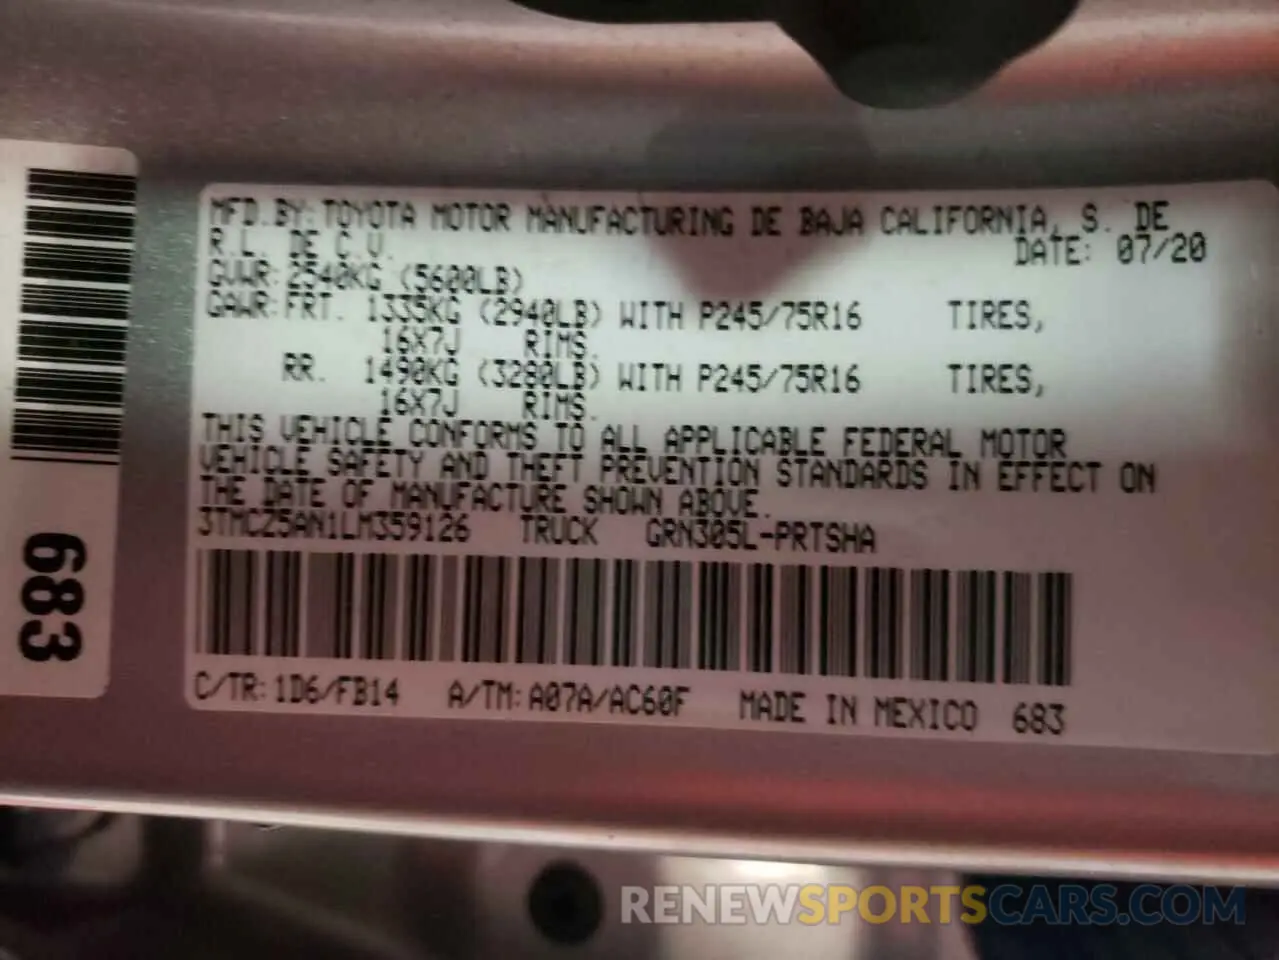 683
MFD.BY: TOYOTA MOTOR MANUFACTURING DE BAJA CALIFORNIA, S. DE
R.L. DE C.V. DATE: 07/20
GVWR: 2540KG (5600LB)
GAWR: FRT. 1335KG (2940LB) WITH P245/75R16 TIRES,
16X7J RIMS.
RR. 1490KG (3280LB) WITH P245/75R16 TIRES,
16X7J RIMS.
THIS VEHICLE CONFORMS TO ALL APPLICABLE FEDERAL MOTOR
VEHICLE SAFETY AND THEFT PREVENTION STANDARDS IN EFFECT ON
THE DATE OF MANUFACTURE SHOWN ABOVE.
3TMCZ5AN1LM359126 TRUCK GRN305L-PRTSHA
C/TR: 1D6/FB14 A/TM: A07A/AC60F MADE IN MEXICO 683
RENEWSPORTSCARS.COM